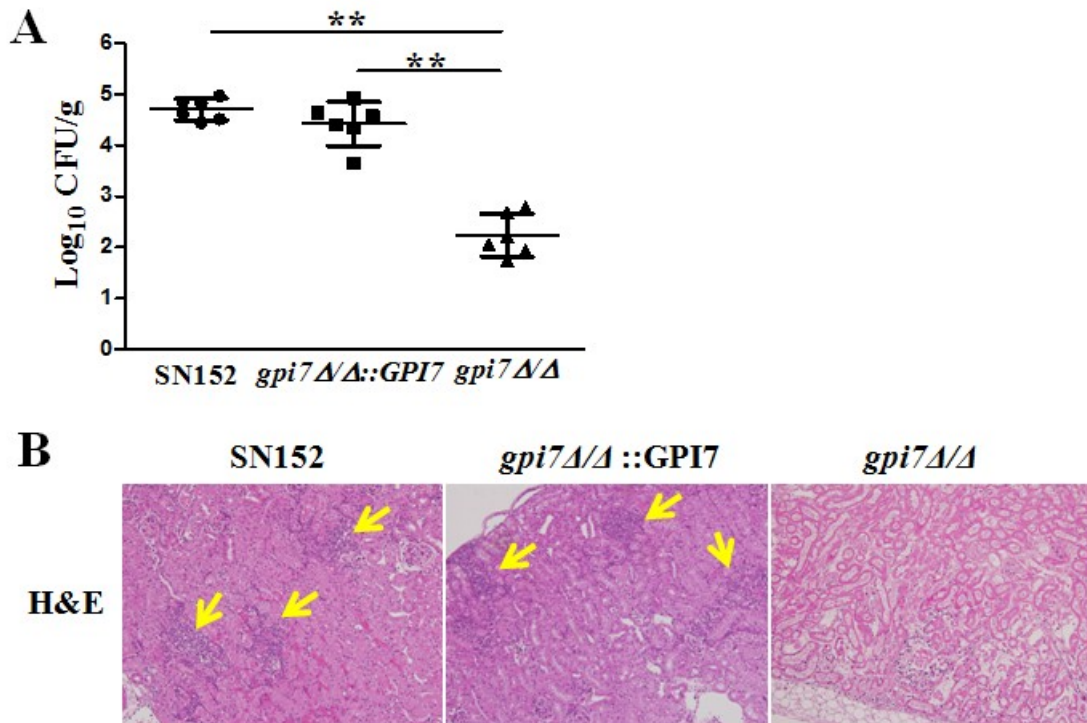 A
**
**
6
5
4
3
2
1
0
Log₁₀ CFU/g
SN152 gpi7Δ/Δ::GPI7 gpi7Δ/Δ
B
SN152 gpi7Δ/Δ ::GPI7 gpi7Δ/Δ
H&E